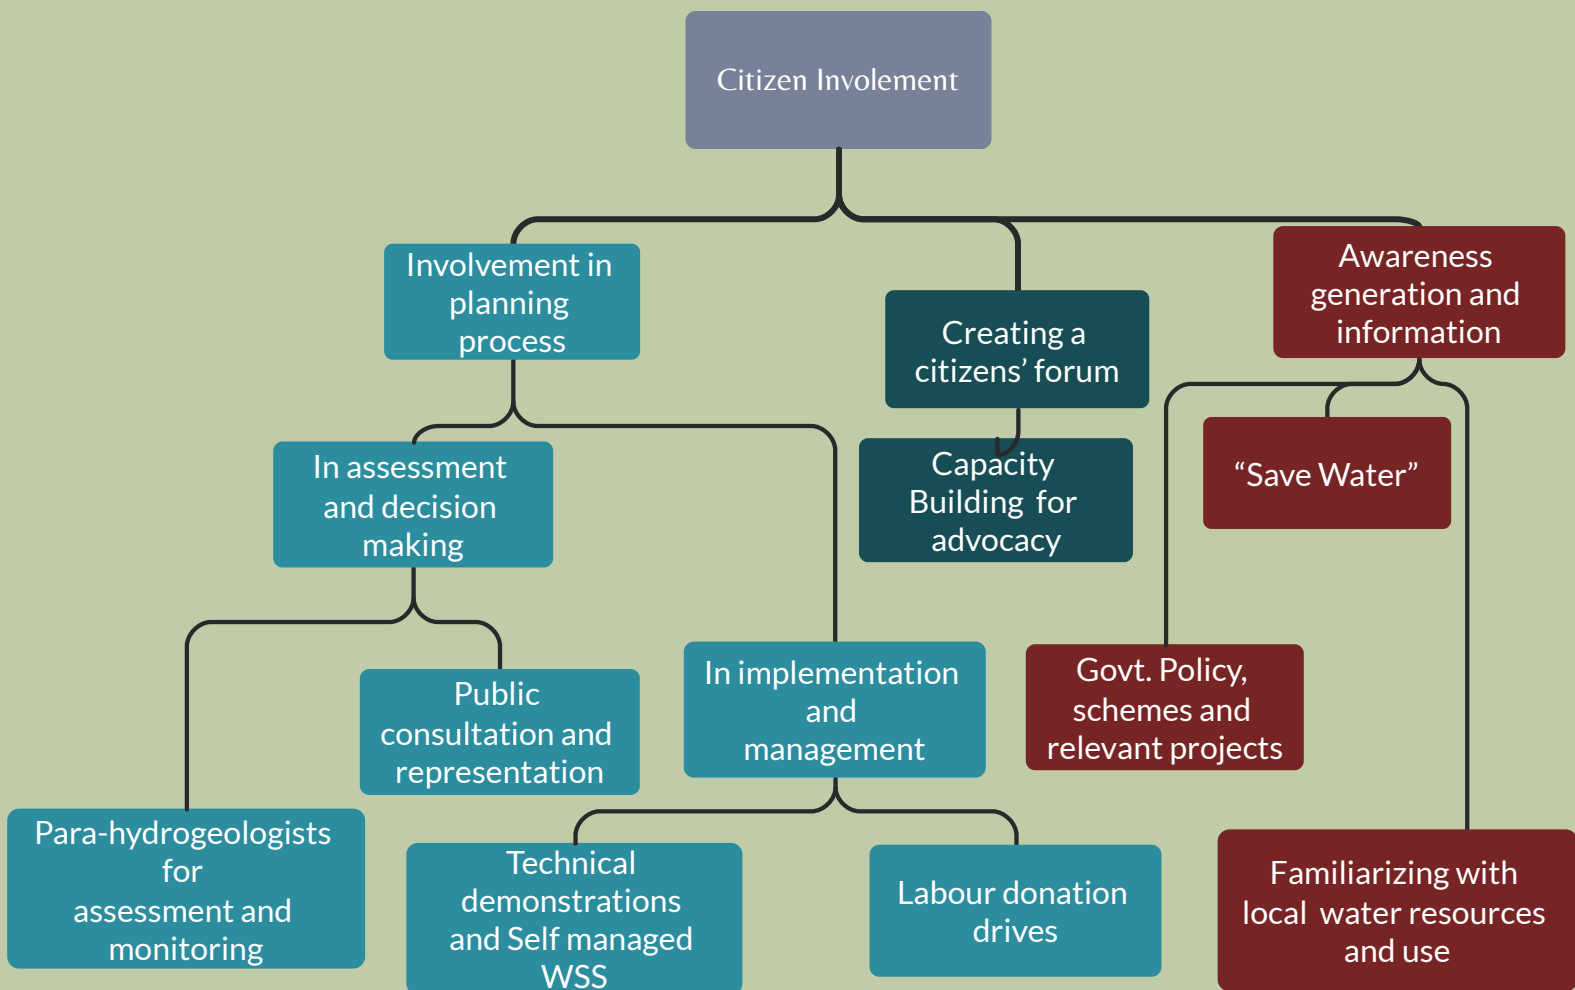 Citizen Involement
Involvement in
planning
process
Creating a
citizens’ forum
Awareness
generation and
information
In assessment
and decision
making
Capacity
Building for
advocacy
“Save Water”
Public
consultation and
representation
In implementation
and
management
Govt. Policy,
schemes and
relevant projects
Para-hydrogeologists
for
assessment and
monitoring
Technical
demonstrations
and Self managed
WSS
Labour donation
drives
Familiarizing with
local water resources
and use